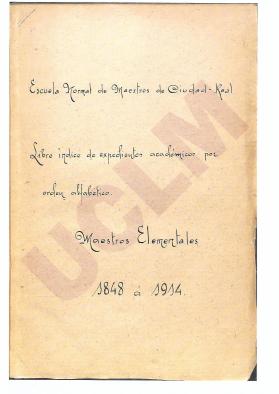 Escuela Normal de Maestros de Ciudad-Real
Libro índice de expedientes académicos por
orden alfabético.
Maestros Elementales
1848 á 1914.
UCLM